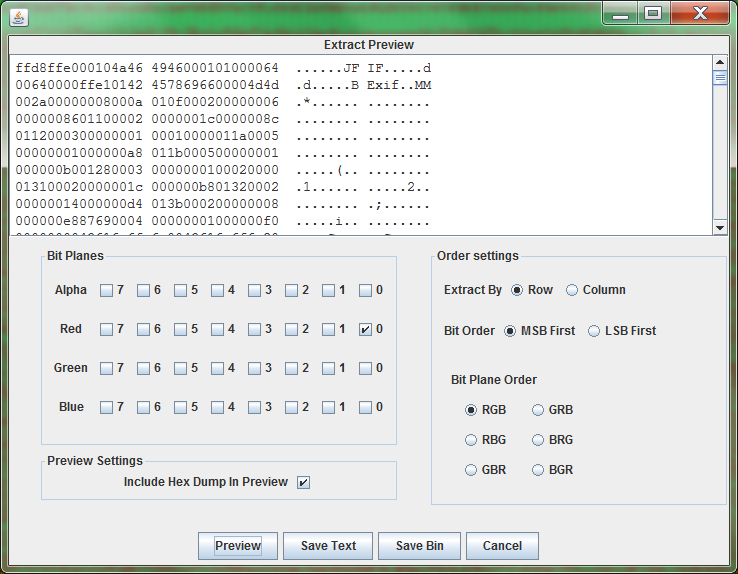 Extract Preview
ffd8ffe000104a46 4946000101000064 ......JF IF.....d
00640000ffe10142 4578696600004d4d .d.....B Exif..MM
002a00000008000a 010f000200000006 .*...... ........
0000008601100002 0000001c0000008c ........ ........
0112000300000001 00010000011a0005 ........ ........
00000001000000a8 011b000500000001 ........ ........
000000b001280003 0000000100020000 .....(.. ........
013100020000001c 000000b801320002 .1...... .....2..
00000014000000d4 013b000200000008 ........ .;......
000000e887690004 00000001000000f0 .....i.. ........
Bit Planes
Alpha 7 6 5 4 3 2 1 0
Red 7 6 5 4 3 2 1 0
Green 7 6 5 4 3 2 1 0
Blue 7 6 5 4 3 2 1 0
Preview Settings
Include Hex Dump In Preview
Order settings
Extract By Row Column
Bit Order MSB First LSB First
Bit Plane Order
RGB GRB
RBG BRG
GBR BGR
Preview Save Text Save Bin Cancel